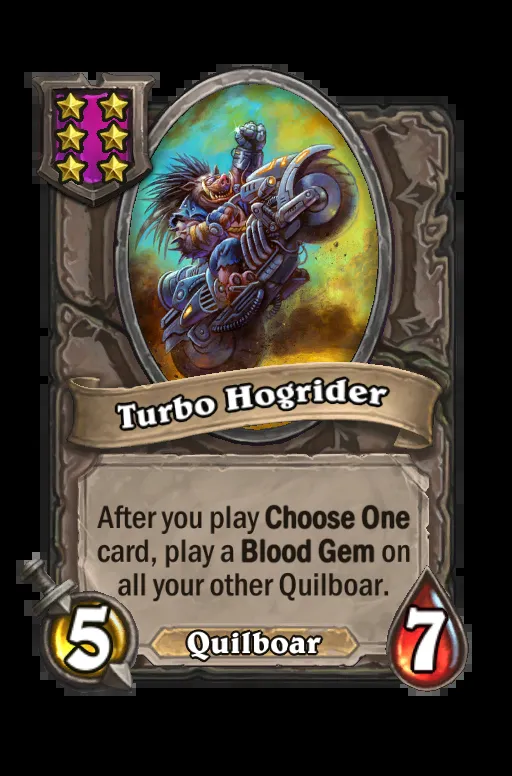 Turbo Hogrider
After you play Choose One
card, play a Blood Gem on
all your other Quilboar.
5
Quilboar
7